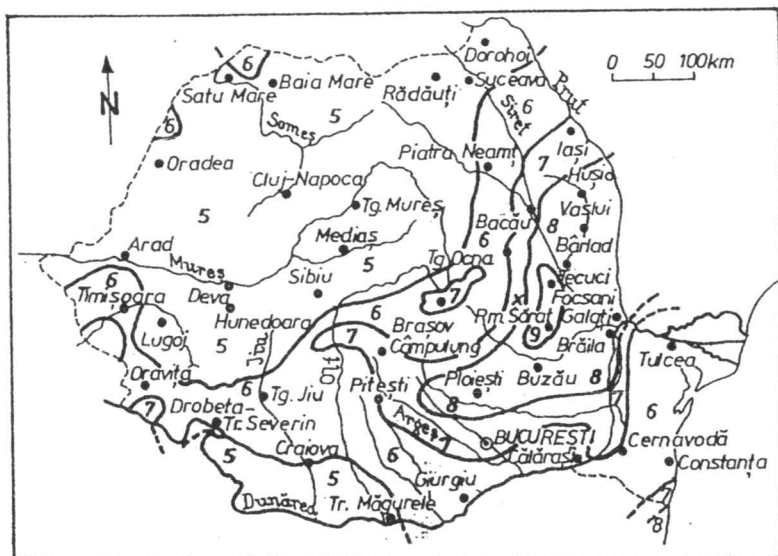 Dorohoi
0 50 100km
6
Satu Mare
Baia Mare
Rădăuți
Suceava
6
Prut
N
6
5
Someș
Siret
Iași
Oradea
Piatra Neamț
7
Hușio
Cluj-Napoca
Tg. Mureș
Vaslui
5
Bacău
8
Mediaș
6
Bârlad
Arad
Mureș
5
Tg. Ocna
Tecuci
6
Sibiu
7
Focșani
Timișoara
Deva
Rm. Sărat
Galați
Hunedoara
6
9
Lugoj
5
7
Brașov
Brăila
Jiu
Câmpulung
Tulcea
Olt
Buzău
Oravița
6
Ploiești
8
Tg. Jiu
Pitești
8
6
7
Drobeta-
Tr. Severin
Argeș
7
BUCUREȘTI
Cernavodă
5
Craiova
5
6
Călărași
Constanța
Giurgiu
Dunărea
Tr. Măgurele
7
8